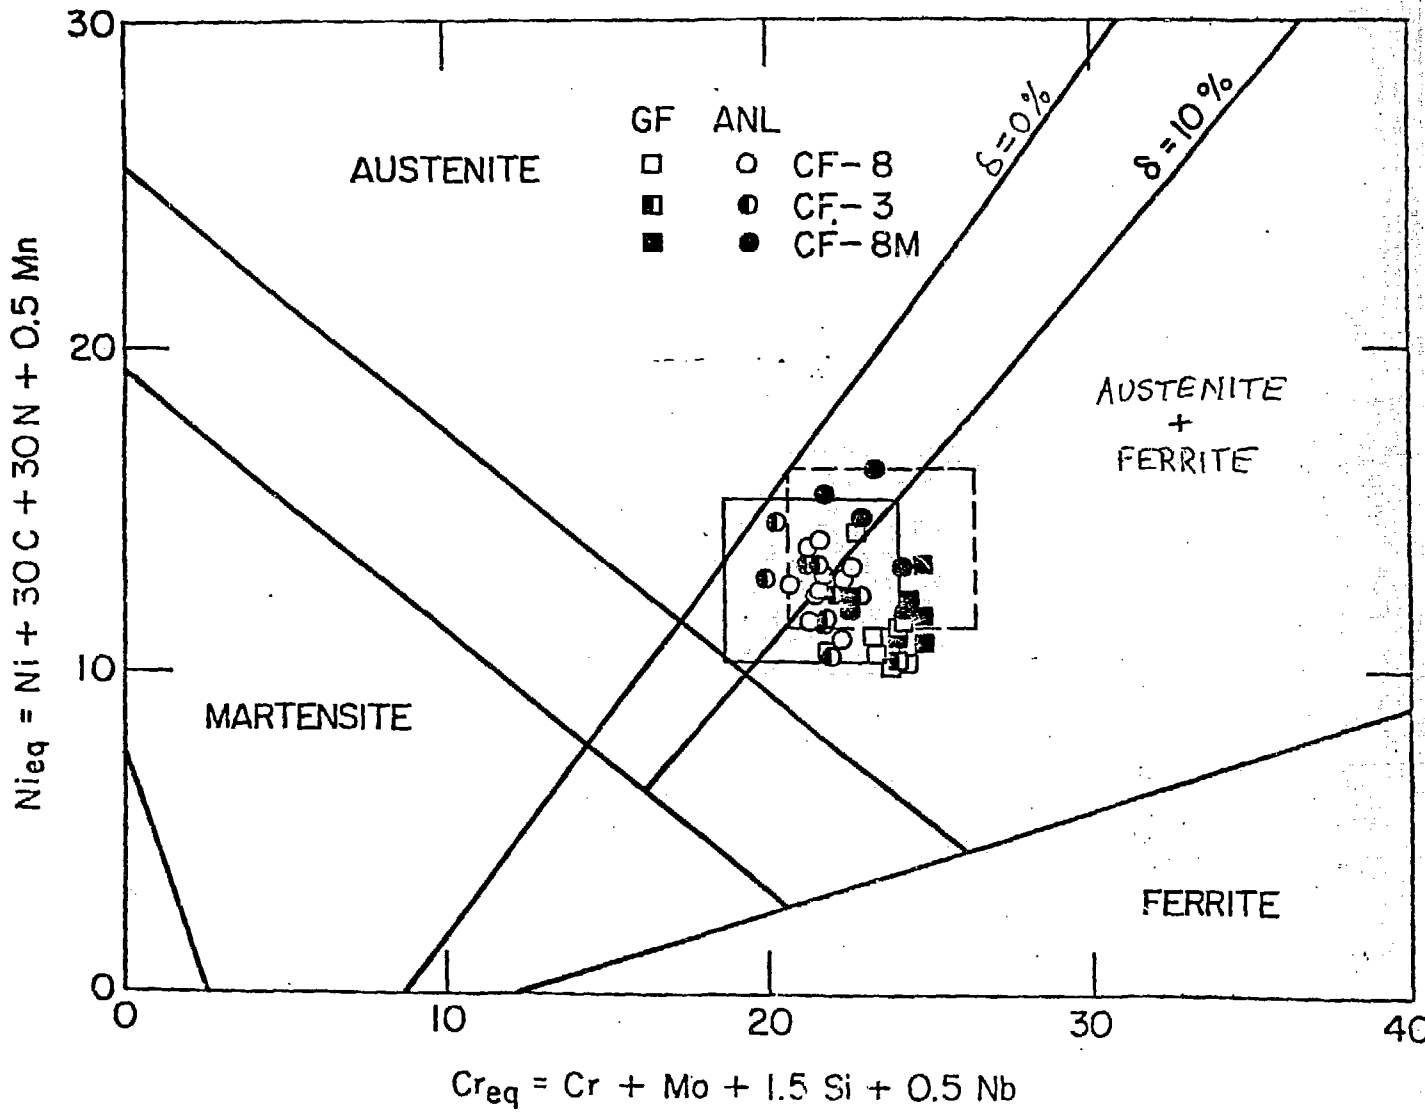 30
GF ANL
CF-8
CF-3
CF-8M
AUSTENITE
δ=0%
δ=10%
20
AUSTENITE
+
FERRITE
10
MARTENSITE
FERRITE
0
0 10 20 30 40
Nieq = Ni + 30 C + 30 N + 0.5 Mn
Creq = Cr + Mo + 1.5 Si + 0.5 Nb